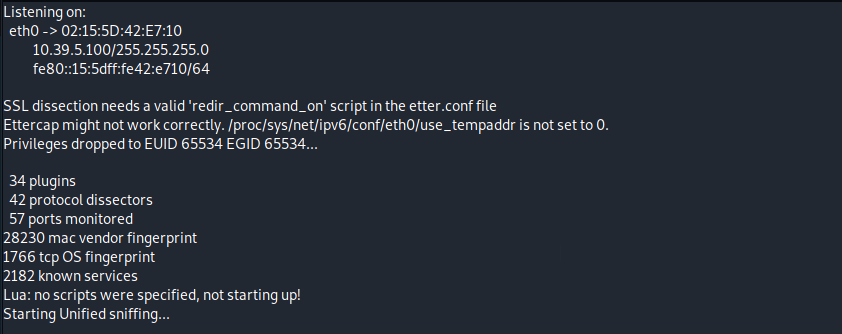 Listening on:
eth0 -> 02:15:5D:42:E7:10
10.39.5.100/255.255.255.0
fe80::15:5dff:fe42:e710/64
SSL dissection needs a valid 'redir_command_on' script in the etter.conf file
Ettercap might not work correctly. /proc/sys/net/ipv6/conf/eth0/use_tempaddr is not set to 0.
Privileges dropped to EUID 65534 EGID 65534...
34 plugins
42 protocol dissectors
57 ports monitored
28230 mac vendor fingerprint
1766 tcp OS fingerprint
2182 known services
Lua: no scripts were specified, not starting up!
Starting Unified sniffing...